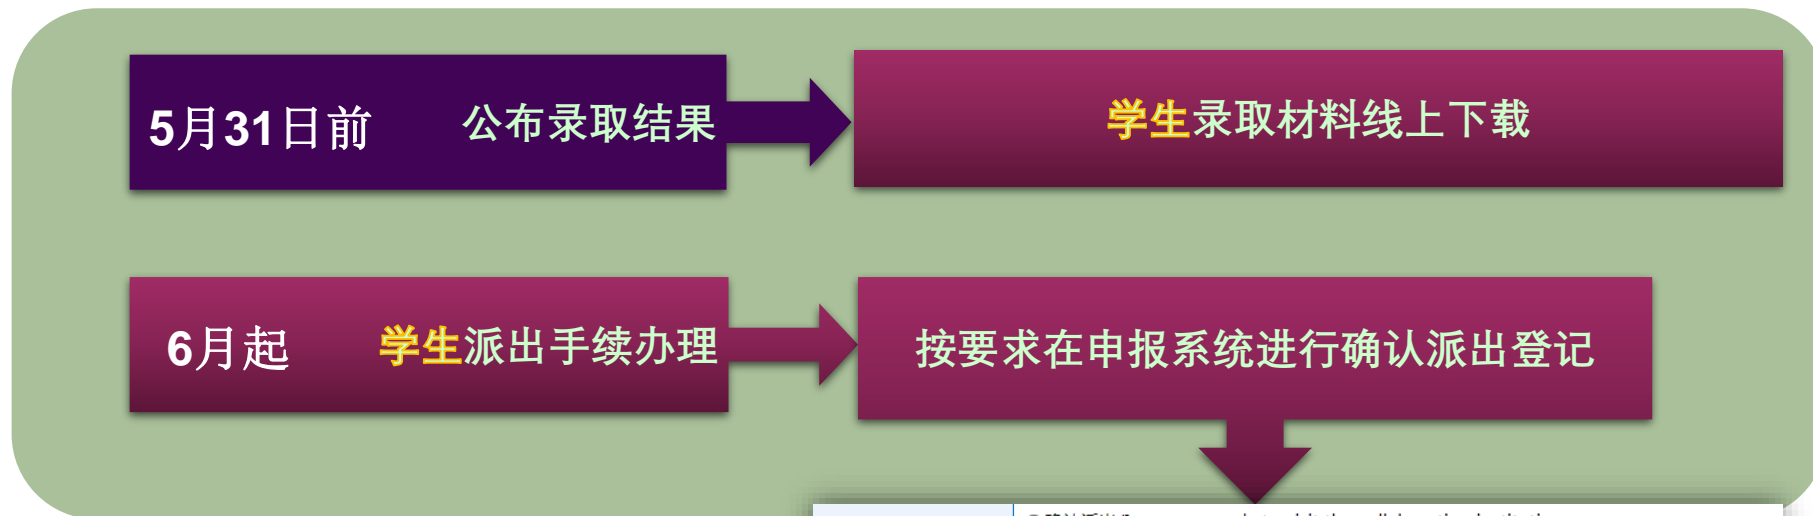 5月31日前 公布录取结果
学生录取材料线上下载
6月起 学生派出手续办理
按要求在申报系统进行确认派出登记